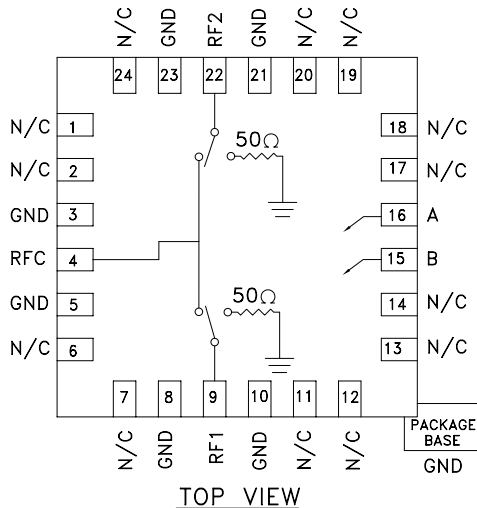 N/C GND RF2 GND N/C N/C
24 23 22 21 20 19
N/C 1
N/C 2
GND 3
RFC 4
GND 5
N/C 6
50Ω
50Ω
18 N/C
17 N/C
16 A
15 B
14 N/C
13 N/C
7 8 9 10 11 12
N/C GND RF1 GND N/C N/C
PACKAGE
BASE
GND
TOP VIEW